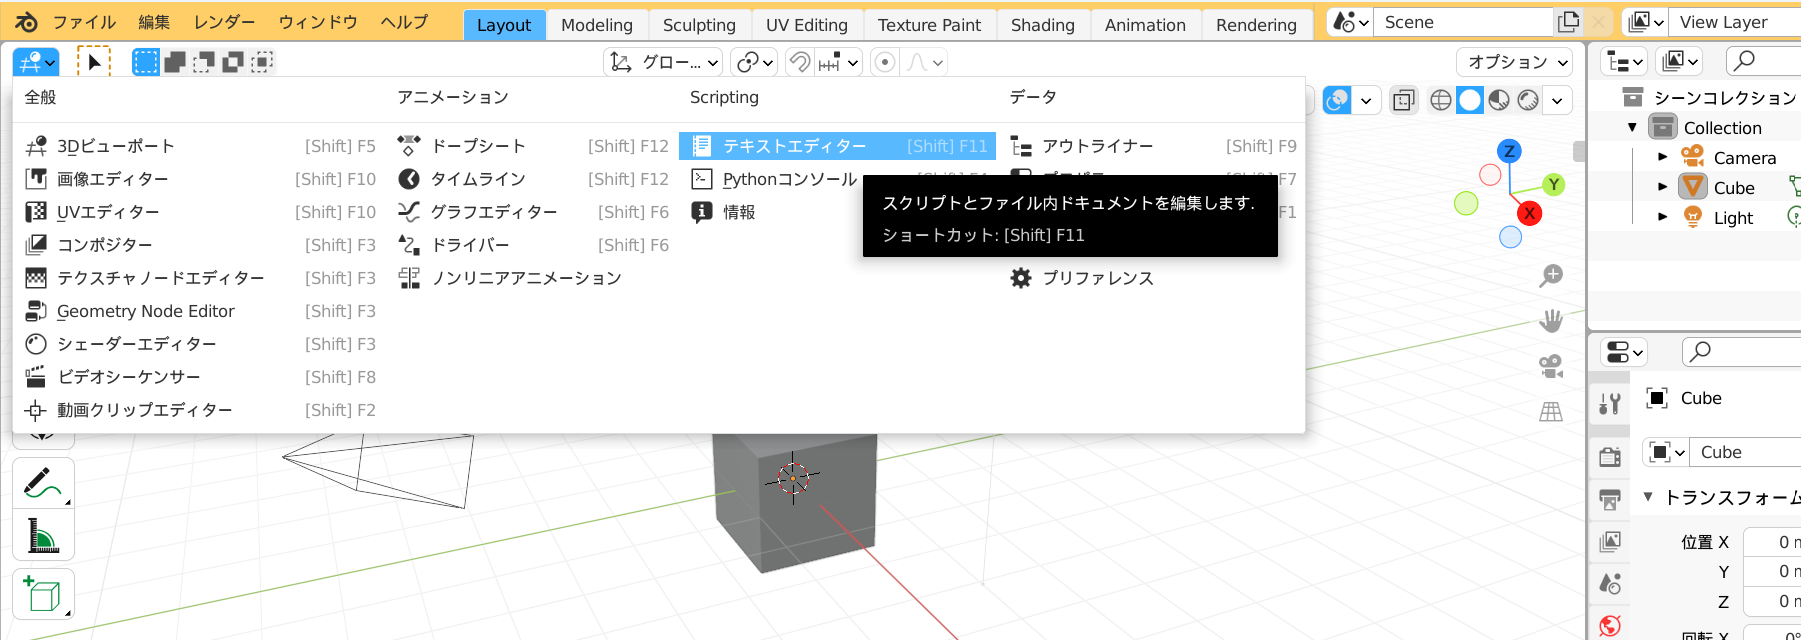 ファイル 編集 レンダー ウィンドウ ヘルプ Layout Modeling Sculpting UV Editing Texture Paint Shading Animation Rendering Scene View Layer
グロー... オプション
全般 アニメーション Scripting データ
シーンコレクション
Collection
3Dビューポート [Shift] F5 ドープシート [Shift] F12 テキストエディター [Shift] F11 アウトライナー [Shift] F9
Z
Camera
画像エディター [Shift] F10 タイムライン [Shift] F12 Pythonコンソール F7
Y
Cube
スクリプトとファイル内ドキュメントを編集します.
UVエディター [Shift] F10 グラフエディター [Shift] F6 情報 F1
X
Light
ショートカット: [Shift] F11
コンポジター [Shift] F3 ドライバー [Shift] F6
テクスチャノードエディター [Shift] F3 ノンリニアアニメーション プリファレンス
Geometry Node Editor [Shift] F3
シェーダーエディター [Shift] F3
ビデオシーケンサー [Shift] F8
動画クリップエディター [Shift] F2
Cube
Cube
トランスフォーム
位置 X 0 m
Y 0 m
Z 0 m
回転 X 0°